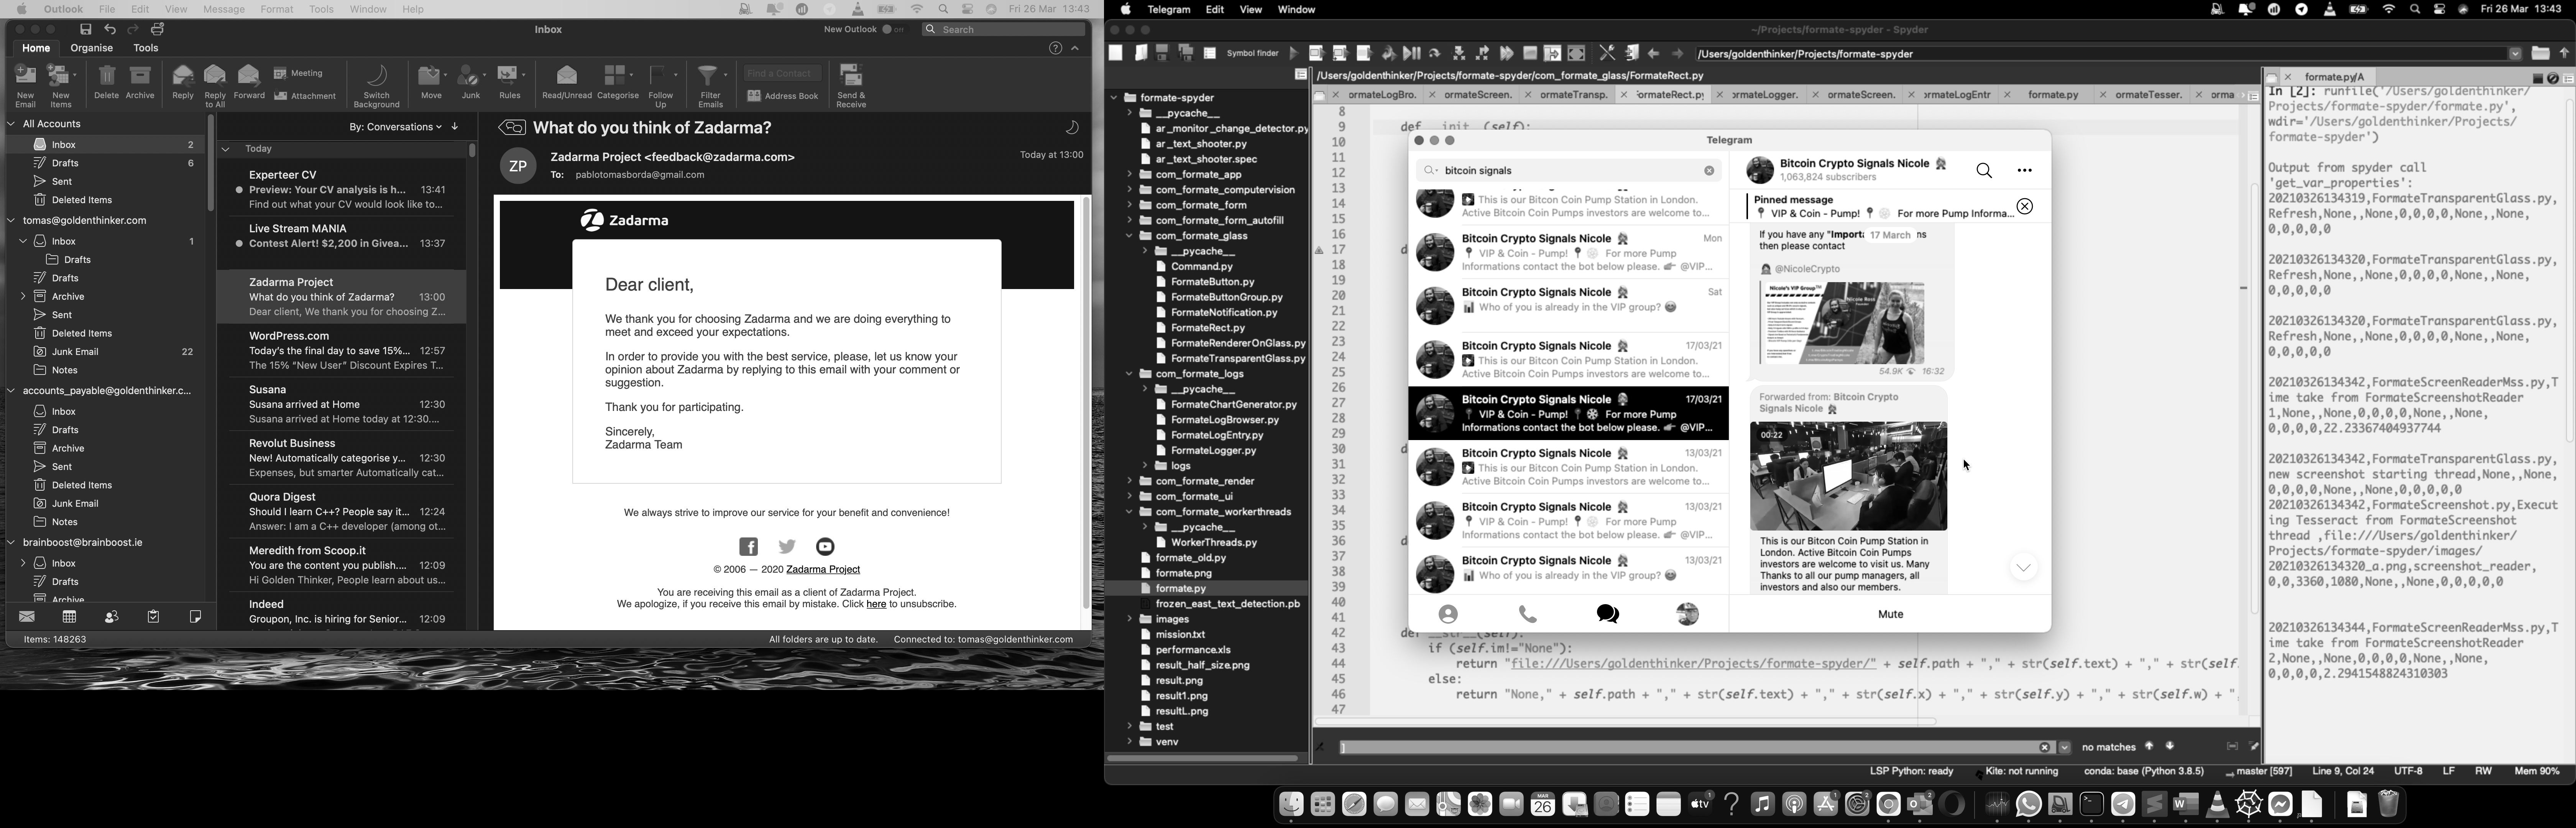 Outlook File Edit View Message Format Tools Window Help Fri 26 Mar 13:43
Inbox
New Outlook
Search
Home Organise Tools
New Email
New Items
Delete
Archive
Reply
Reply to All
Forward
Meeting
Attachment
Switch Background
Move
Junk
Rules
Read/Unread
Categorise
Follow Up
Filter Emails
Find a Contact
Address Book
Send & Receive
All Accounts
Inbox 2
Drafts 6
Sent
Deleted Items
tomas@goldenthinker.com
Inbox 1
Drafts
Drafts
Archive
Sent
Deleted Items
Junk Email 22
Notes
accounts_payable@goldenthinker.c...
Inbox
Drafts
Archive
Sent
Deleted Items
Junk Email
Notes
brainboost@brainboost.ie
Inbox
Drafts
Archive
By: Conversations
Today
Experteer CV
Preview: Your CV analysis is h... 13:41
Find out what your CV would look like to...
Live Stream MANIA
Contest Alert! $2,200 in Givea... 13:37
Zadarma Project
What do you think of Zadarma? 13:00
Dear client, We thank you for choosing Z...
WordPress.com
Today's the final day to save 15%... 12:57
The 15% "New User" Discount Expires T...
Susana
Susana arrived at Home 12:30
Susana arrived at Home today at 12:30....
Revolut Business
New! Automatically categorise y... 12:30
Expenses, but smarter Automatically cat...
Quora Digest
Should I learn C++? People say it... 12:24
Answer: I am a C++ developer (among ot...
Meredith from Scoop.it
You are the content you publish.... 12:09
Hi Golden Thinker, People learn about us...
Indeed
Groupon, Inc. is hiring for Senior... 12:09
What do you think of Zadarma?
ZP
Zadarma Project <feedback@zadarma.com>
To: pablotomasborda@gmail.com
Today at 13:00
Zadarma
Dear client,
We thank you for choosing Zadarma and we are doing everything to
meet and exceed your expectations.
In order to provide you with the best service, please, let us know your
opinion about Zadarma by replying to this email with your comment or
suggestion.
Thank you for participating.
Sincerely,
Zadarma Team
We always strive to improve our service for your benefit and convenience!
© 2006 — 2020 Zadarma Project
You are receiving this email as a client of Zadarma Project.
We apologize, if you receive this email by mistake. Click here to unsubscribe.
Items: 148263
All folders are up to date. Connected to: tomas@goldenthinker.com
Telegram Edit View Window Fri 26 Mar 13:43
~/Projects/formate-spyder - Spyder
Symbol finder
/Users/goldenthinker/Projects/formate-spyder
/Users/goldenthinker/Projects/formate-spyder/com_formate_glass/FormateRect.py
ormateLogBro. ormateScreen. ormateTransp. ormateRect.py ormateLogger. ormateScreen. ormateLogEntr formate.py ormateTesser. orma
formate-spyder
__pycache__
ar_monitor_change_detector.py
ar_text_shooter.py
ar_text_shooter.spec
com_formate_app
com_formate_computervision
com_formate_form
com_formate_form_autofill
com_formate_glass
__pycache__
Command.py
FormateButton.py
FormateButtonGroup.py
FormateNotification.py
FormateRect.py
FormateRendererOnGlass.py
FormateTransparentGlass.py
com_formate_logs
__pycache__
FormateChartGenerator.py
FormateLogBrowser.py
FormateLogEntry.py
FormateLogger.py
logs
com_formate_render
com_formate_ui
com_formate_workerthreads
__pycache__
WorkerThreads.py
formate_old.py
formate.png
formate.py
frozen_east_text_detection.pb
images
mission.txt
performance.xls
result_half_size.png
result.png
result1.png
resultL.png
test
venv
8
9 def __init__(self):
10
11
12
13
14
15
16
17
18
19
20
21
22
23
24
25
26
27
28
29
30
31
32
33
34
35
36
37
38
39
40
41
42 def __str__(self):
43 if (self.im!="None"):
44 return "file:///Users/goldenthinker/Projects/formate-spyder/" + self.path + "," + str(self.text) + "," + str(self.
45 else:
46 return "None," + self.path + "," + str(self.text) + "," + str(self.x) + "," + str(self.y) + "," + str(self.w) + ",
47
Telegram
bitcoin signals
This is our Bitcon Coin Pump Station in London.
Active Bitcoin Coin Pumps investors are welcome to...
Bitcoin Crypto Signals Nicole Mon
VIP & Coin - Pump! For more Pump
Informations contact the bot below please. @VIP...
Bitcoin Crypto Signals Nicole Sat
Who of you is already in the VIP group?
Bitcoin Crypto Signals Nicole 17/03/21
This is our Bitcon Coin Pump Station in London.
Active Bitcoin Coin Pumps investors are welcome to...
Bitcoin Crypto Signals Nicole 17/03/21
VIP & Coin - Pump! For more Pump
Informations contact the bot below please. @VIP...
Bitcoin Crypto Signals Nicole 13/03/21
This is our Bitcon Coin Pump Station in London.
Active Bitcoin Coin Pumps investors are welcome to...
Bitcoin Crypto Signals Nicole 13/03/21
VIP & Coin - Pump! For more Pump
Informations contact the bot below please. @VIP...
Bitcoin Crypto Signals Nicole 13/03/21
Who of you is already in the VIP group?
Bitcoin Crypto Signals Nicole
1,063,824 subscribers
Pinned message
VIP & Coin - Pump! For more Pump Informa...
17 March
If you have any "Importa ns
then please contact
@NicoleCrypto
Nicole's VIP Group
54.9K 16:32
Forwarded from: Bitcoin Crypto
Signals Nicole
00:22
This is our Bitcoin Coin Pump Station in
London. Active Bitcoin Coin Pumps
investors are welcome to visit us. Many
Thanks to all our pump managers, all
investors and also our members.
Mute
formate.py/A
In [2]: runfile('/Users/goldenthinker/
Projects/formate-spyder/formate.py',
wdir='/Users/goldenthinker/Projects/
formate-spyder')
Output from spyder call
'get_var_properties':
20210326134319,FormateTransparentGlass.py,
Refresh,None,,None,0,0,0,0,None,,None,
0,0,0,0,0
20210326134320,FormateTransparentGlass.py,
Refresh,None,,None,0,0,0,0,None,,None,
0,0,0,0,0
20210326134320,FormateTransparentGlass.py,
Refresh,None,,None,0,0,0,0,None,,None,
0,0,0,0,0
20210326134342,FormateScreenReaderMss.py,T
ime take from FormateScreenshotReader
1,None,,None,0,0,0,0,None,,None,
0,0,0,0,22.23367404937744
20210326134342,FormateTransparentGlass.py,
new screenshot starting thread,None,,None,
0,0,0,0,None,,None,0,0,0,0,0
20210326134342,FormateScreenshot.py,Execut
ing Tesseract from FormateScreenshot
thread ,file:///Users/goldenthinker/
Projects/formate-spyder/images/
20210326134320_a.png,screenshot_reader,
0,0,3360,1080,None,,None,0,0,0,0,0
20210326134344,FormateScreenReaderMss.py,T
ime take from FormateScreenshotReader
2,None,,None,0,0,0,0,None,,None,
0,0,0,0,2.2941548824310303
]
no matches
LSP Python: ready Kite: not running conda: base (Python 3.8.5) master [597] Line 9, Col 24 UTF-8 LF RW Mem 90%
MAR
26
tv